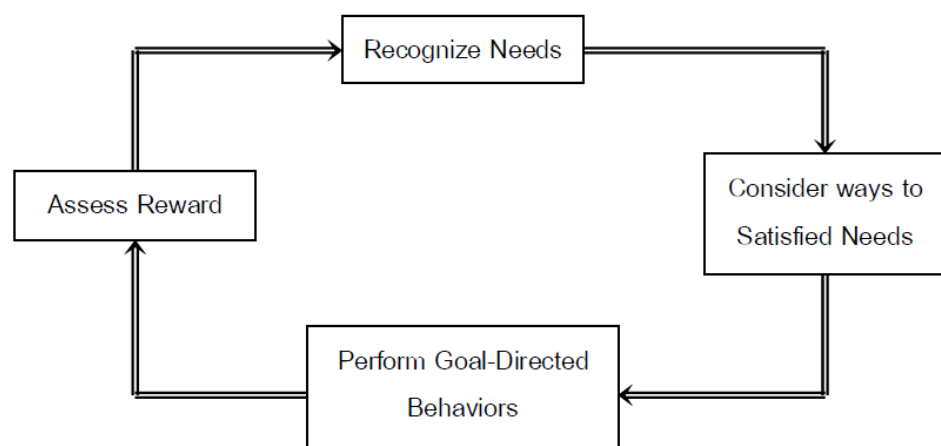 Recognize Needs
Consider ways to
Satisfied Needs
Perform Goal-Directed
Behaviors
Assess Reward